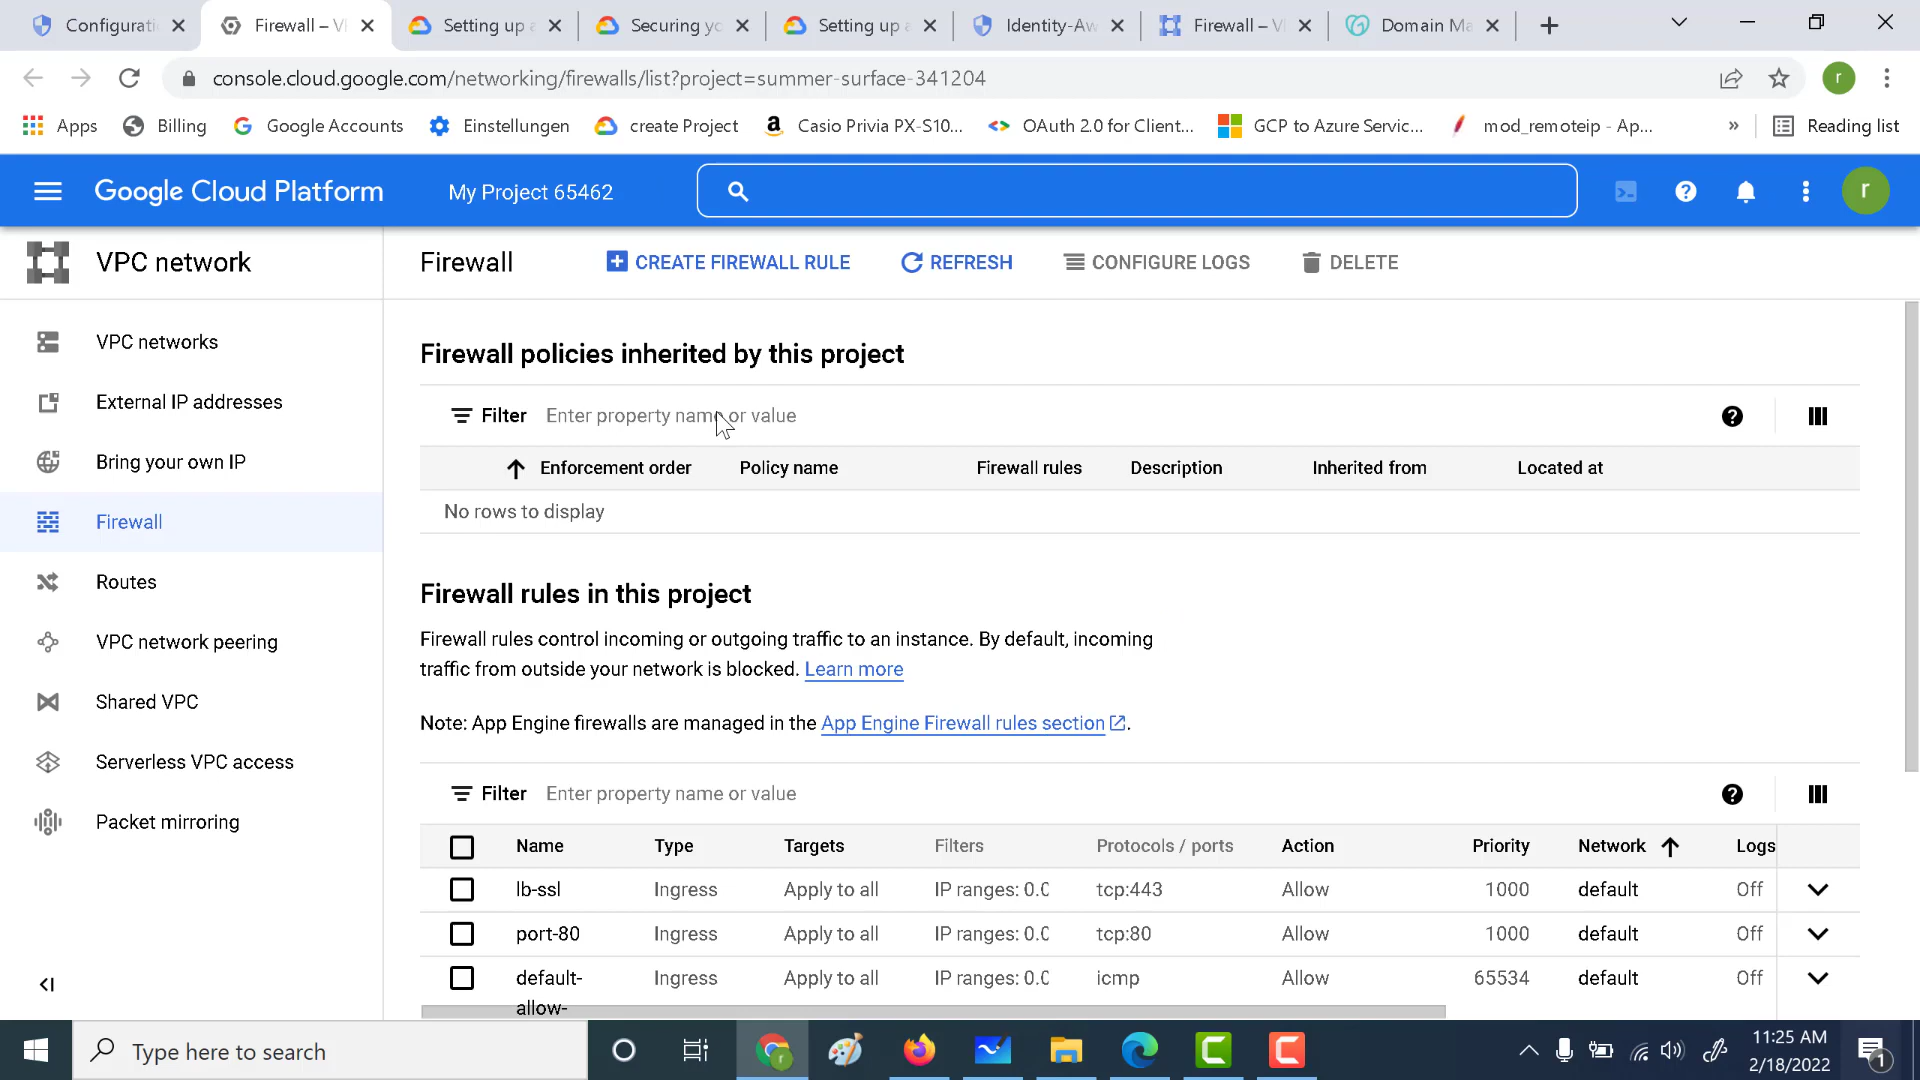 Configurati
Firewall – V
Setting up a
Securing yo
Setting up a
Identity-Aw
Firewall – V
Domain Ma
console.cloud.google.com/networking/firewalls/list?project=summer-surface-341204
r
Apps
Billing
Google Accounts
Einstellungen
create Project
Casio Privia PX-S10...
OAuth 2.0 for Client...
GCP to Azure Servic...
mod_remoteip - Ap...
»
Reading list
Google Cloud Platform
My Project 65462
r
VPC network
Firewall
CREATE FIREWALL RULE
REFRESH
CONFIGURE LOGS
DELETE
VPC networks
External IP addresses
Bring your own IP
Firewall
Routes
VPC network peering
Shared VPC
Serverless VPC access
Packet mirroring
Firewall policies inherited by this project
Filter Enter property name or value
Enforcement order Policy name Firewall rules Description Inherited from Located at
No rows to display
Firewall rules in this project
Firewall rules control incoming or outgoing traffic to an instance. By default, incoming
traffic from outside your network is blocked. Learn more
Note: App Engine firewalls are managed in the App Engine Firewall rules section.
Filter Enter property name or value
Name Type Targets Filters Protocols / ports Action Priority Network Logs
lb-ssl Ingress Apply to all IP ranges: 0.0 tcp:443 Allow 1000 default Off
port-80 Ingress Apply to all IP ranges: 0.0 tcp:80 Allow 1000 default Off
default- Ingress Apply to all IP ranges: 0.0 icmp Allow 65534 default Off
allow-
Type here to search
11:25 AM
2/18/2022
1